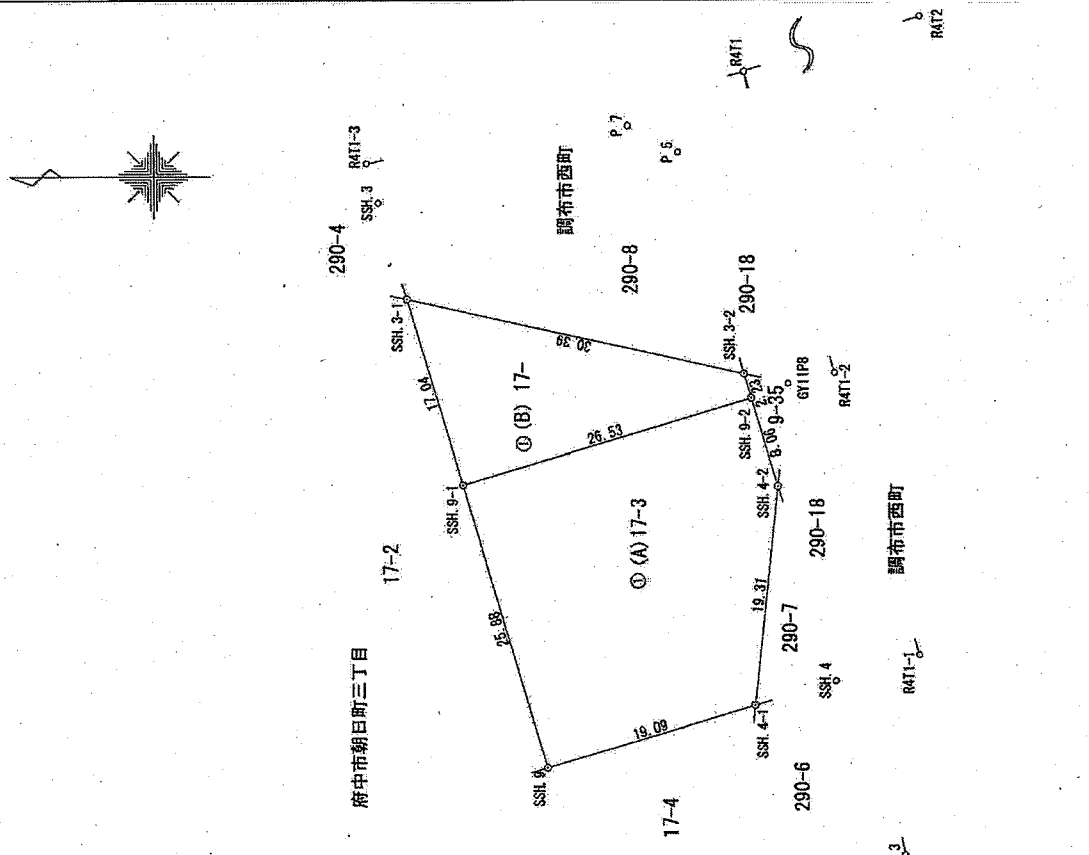 R4T2
R4T1
R4T1-3
SSH. 3
290-4
P 7
P 6
調布市西町
290-8
290-18
SSH. 3-1
SSH. 3-2
17.04
30.39
① (B) 17-
GY11P8
R4T1-2
2.23
9-35
SSH. 9-2
26.53
8.06
SSH. 9-1
SSH. 4-2
17-2
① (A) 17-3
290-18
調布市西町
25.88
19.31
290-7
府中市朝日町三丁目
SSH. 4
R4T1-1
19.09
SSH. 4-1
SSH. 9
290-6
17-4
3